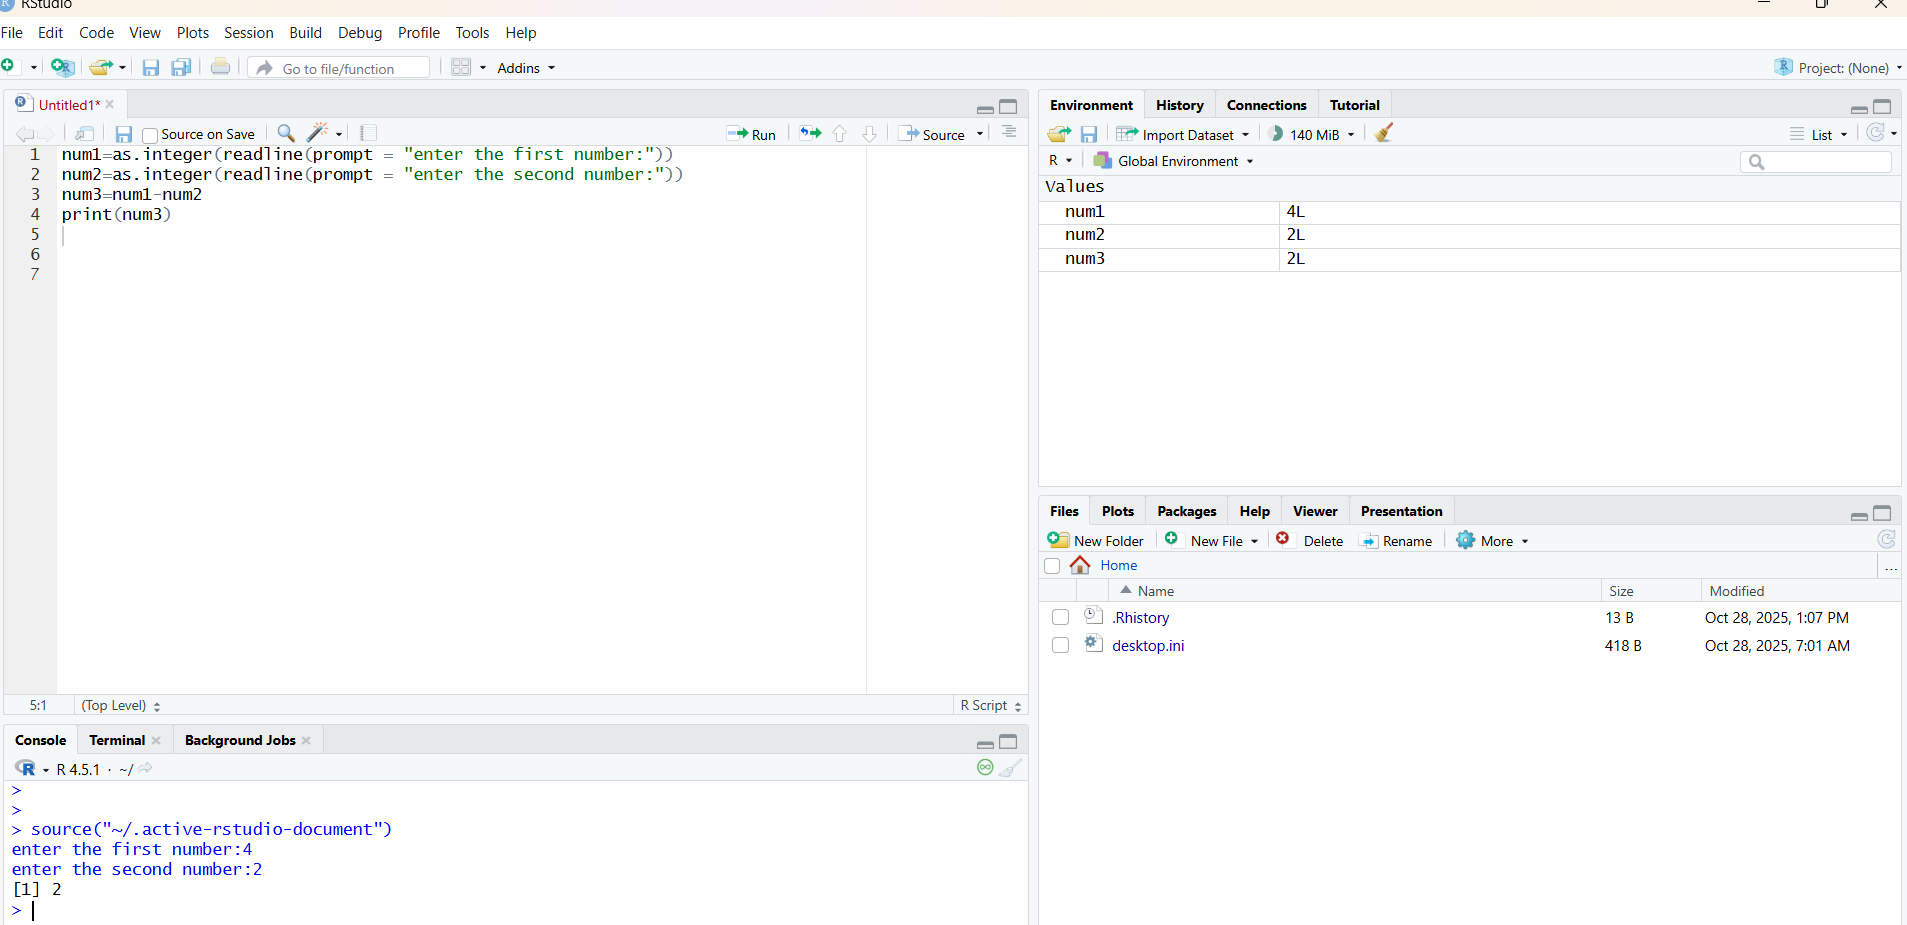 RStudio
File Edit Code View Plots Session Build Debug Profile Tools Help
Go to file/function Addins Project: (None)
Untitled1*
Source on Save Run Source
1 num1=as.integer(readline(prompt = "enter the first number:"))
2 num2=as.integer(readline(prompt = "enter the second number:"))
3 num3=num1-num2
4 print(num3)
5
6
7
5:1 (Top Level) R Script
Console Terminal Background Jobs
R 4.5.1 · ~/
>
>
> source("~/.active-rstudio-document")
enter the first number:4
enter the second number:2
[1] 2
>
Environment History Connections Tutorial
Import Dataset 140 MiB List
R Global Environment
Values
num1 4L
num2 2L
num3 2L
Files Plots Packages Help Viewer Presentation
New Folder New File Delete Rename More
Home ...
Name Size Modified
.Rhistory 13 B Oct 28, 2025, 1:07 PM
desktop.ini 418 B Oct 28, 2025, 7:01 AM